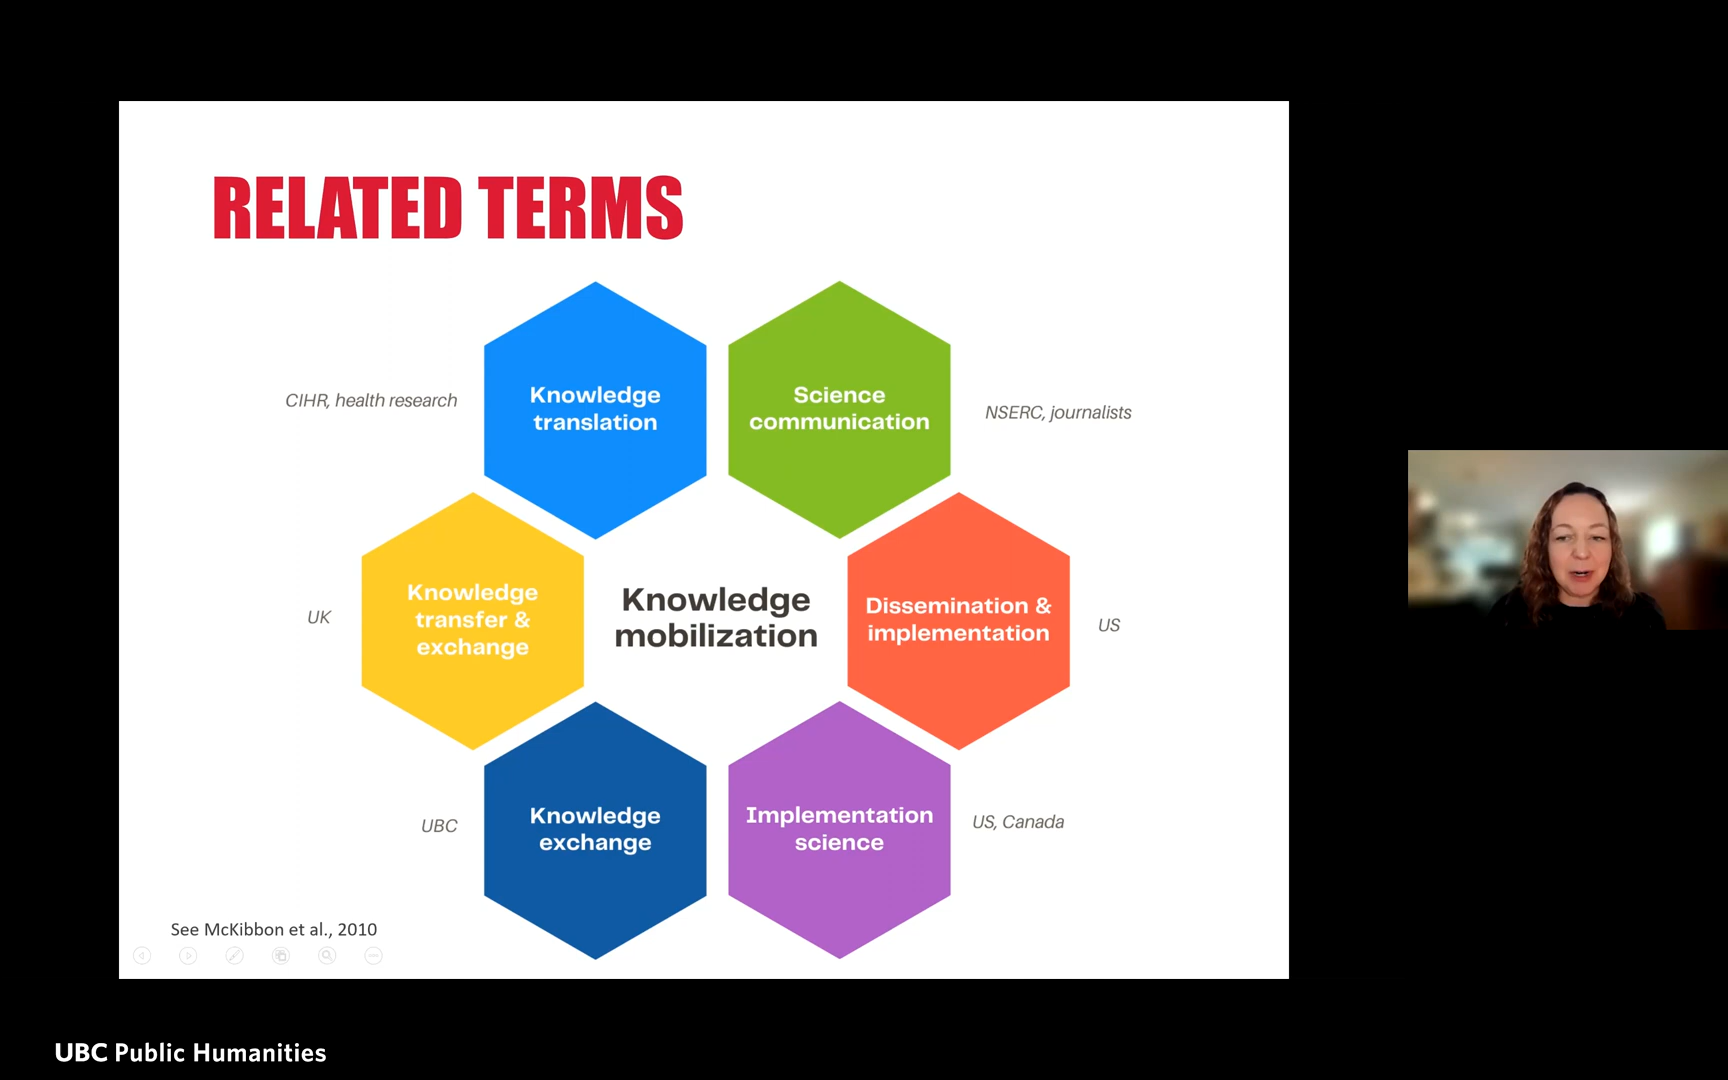 RELATED TERMS
Knowledge
translation
CIHR, health research
Science
communication
NSERC, journalists
Knowledge
transfer &
exchange
UK
Knowledge
mobilization
Dissemination &
implementation
US
Knowledge
exchange
UBC
Implementation
science
US, Canada
See McKibbon et al., 2010
UBC Public Humanities